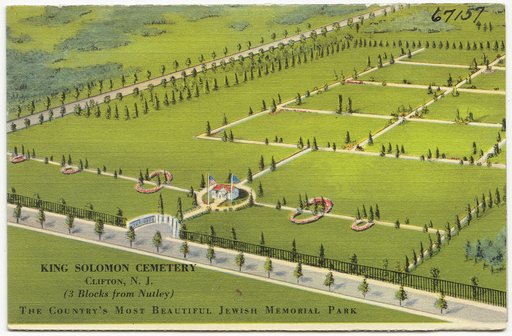 67157
KING SOLOMON CEMETERY
CLIFTON, N. J.
(3 Blocks from Nutley)
THE COUNTRY'S MOST BEAUTIFUL JEWISH MEMORIAL PARK